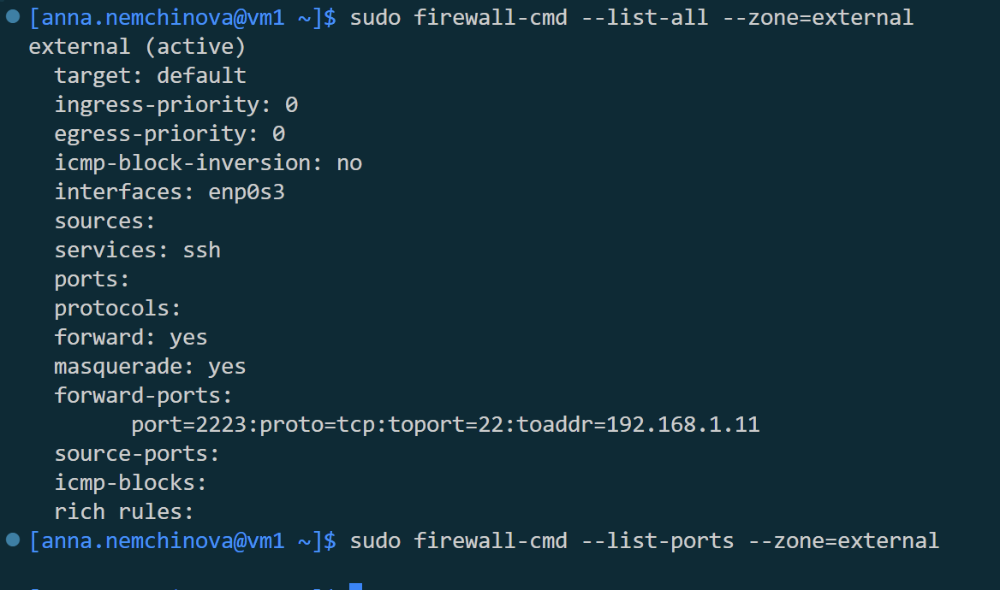 [anna.nemchinova@vm1 ~]$ sudo firewall-cmd --list-all --zone=external
external (active)
  target: default
  ingress-priority: 0
  egress-priority: 0
  icmp-block-inversion: no
  interfaces: enp0s3
  sources:
  services: ssh
  ports:
  protocols:
  forward: yes
  masquerade: yes
  forward-ports:
        port=2223:proto=tcp:toport=22:toaddr=192.168.1.11
  source-ports:
  icmp-blocks:
  rich rules:
[anna.nemchinova@vm1 ~]$ sudo firewall-cmd --list-ports --zone=external